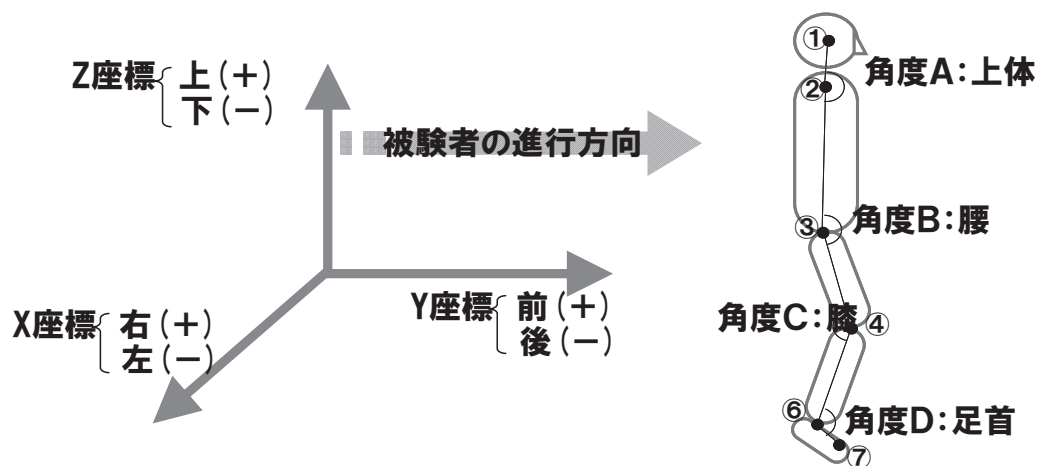 Z座標 上(+)
下(−)
被験者の進行方向
X座標 右(+)
左(−)
Y座標 前(+)
後(−)
①
角度A:上体
②
③
角度B:腰
角度C:膝
④
⑥
角度D:足首
⑦